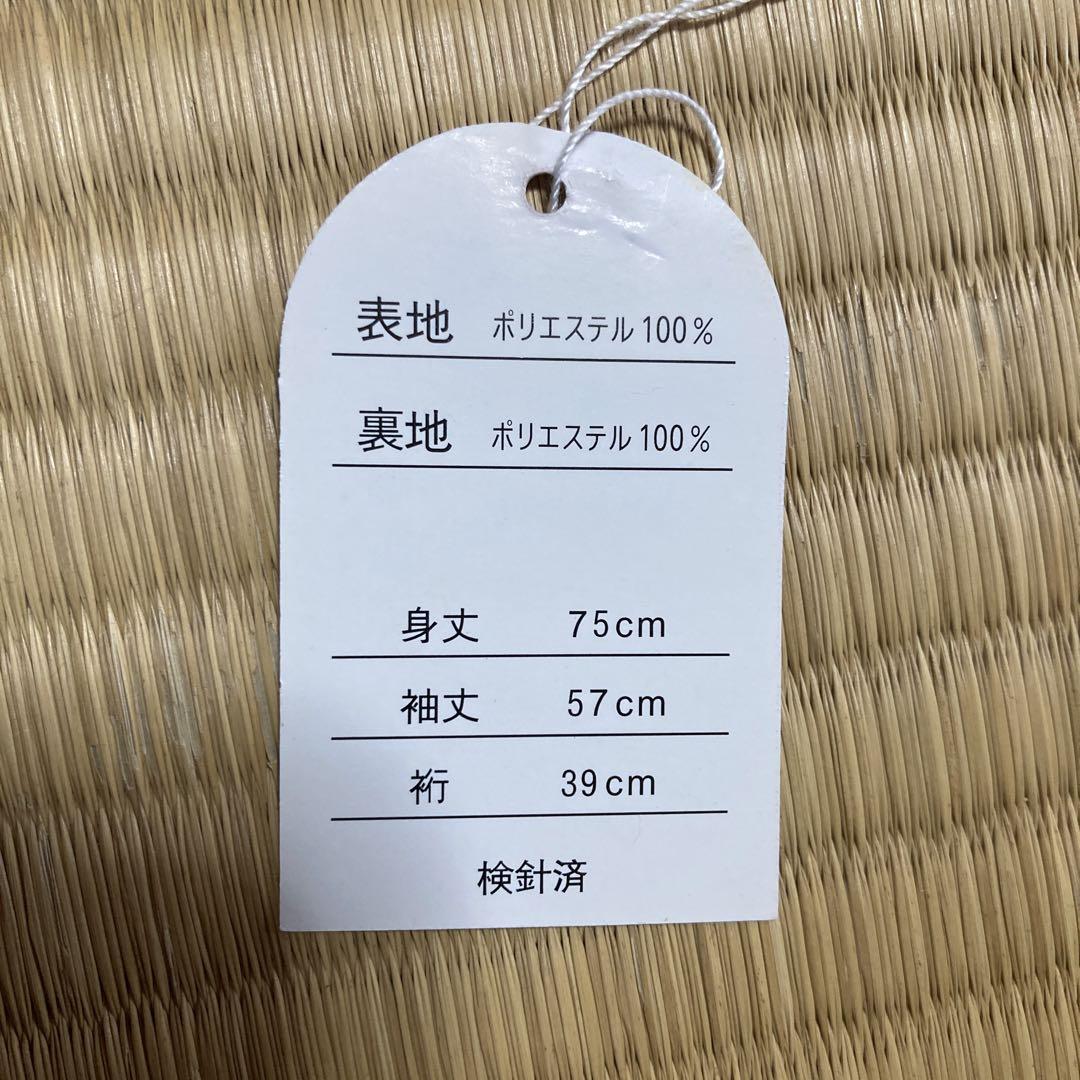 表地 ポリエステル100%
裏地 ポリエステル100%
身丈 75cm
袖丈 57cm
裄 39cm
検針済